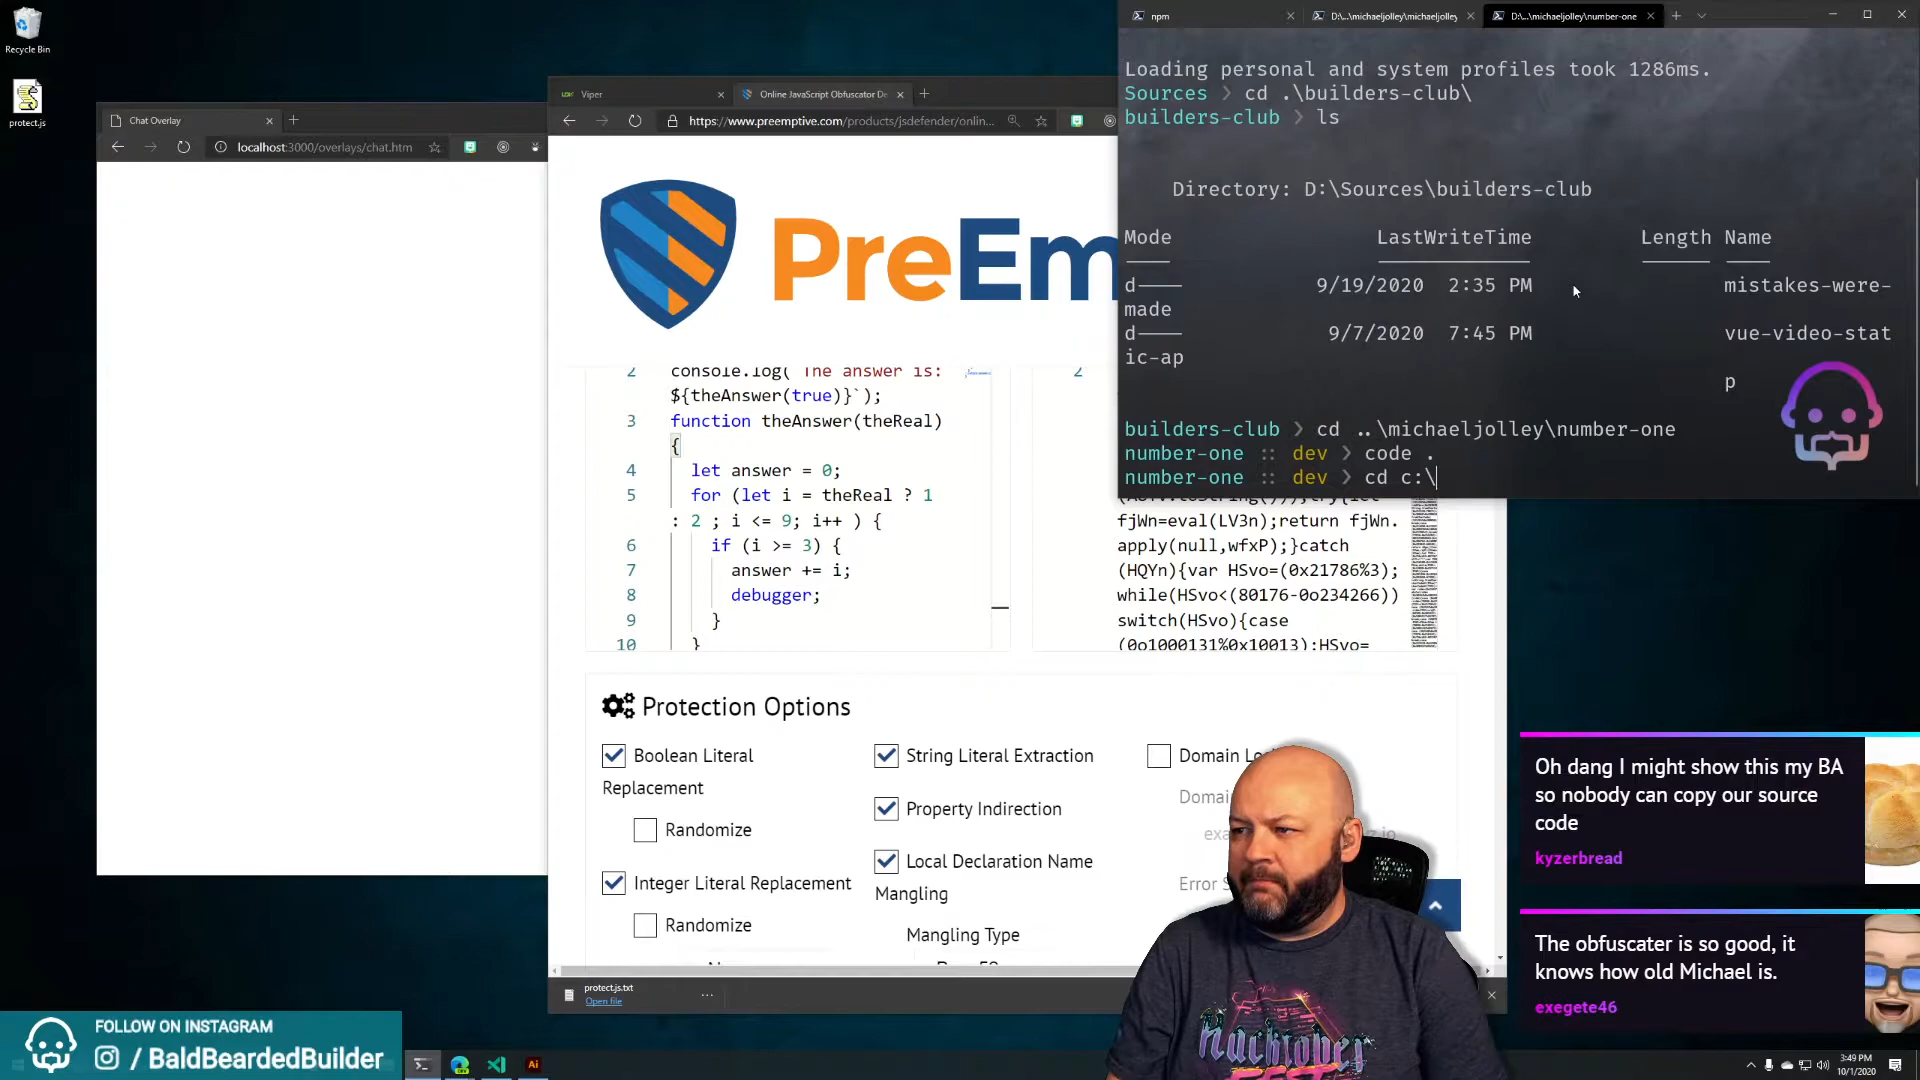 Recycle Bin
protect.js
Chat Overlay
localhost:3000/overlays/chat.htm
Viper
Online JavaScript Obfuscator De
https://www.preemptive.com/products/jsdefender/onlin...
PreEm
2
console.log(`The answer is:
${theAnswer(true)}`);
3
function theAnswer(theReal)
{
4
let answer = 0;
5
for (let i = theReal ? 1
: 2 ; i <= 9; i++ ) {
6
if (i >= 3) {
7
answer += i;
8
debugger;
9
}
10
}
2
fjWn=eval(LV3n);return fjWn.
apply(null,wfxP);}catch
(HQYn){var HSvo=(0x21786%3);
while(HSvo<(80176-0o234266))
switch(HSvo){case
(0o1000131%0x10013):HSvo=
Protection Options
Boolean Literal
Replacement
Randomize
Integer Literal Replacement
Randomize
String Literal Extraction
Property Indirection
Local Declaration Name
Mangling
Mangling Type
Domain
Error
protect.js.txt
Open file
npm
D:\...\michaeljolley\michaeljolley
D:\...\michaeljolley\number-one
Loading personal and system profiles took 1286ms.
Sources > cd .\builders-club\
builders-club > ls
Directory: D:\Sources\builders-club
Mode LastWriteTime Length Name
d---- 9/19/2020 2:35 PM mistakes-were-
made
d---- 9/7/2020 7:45 PM vue-video-stat
ic-ap
p
builders-club > cd ..\michaeljolley\number-one
number-one :: dev > code .
number-one :: dev > cd c:\
Oh dang I might show this my BA
so nobody can copy our source
code
kyzerbread
The obfuscater is so good, it
knows how old Michael is.
exegete46
FOLLOW ON INSTAGRAM
/ BaldBeardedBuilder
Ai
3:49 PM
10/1/2020